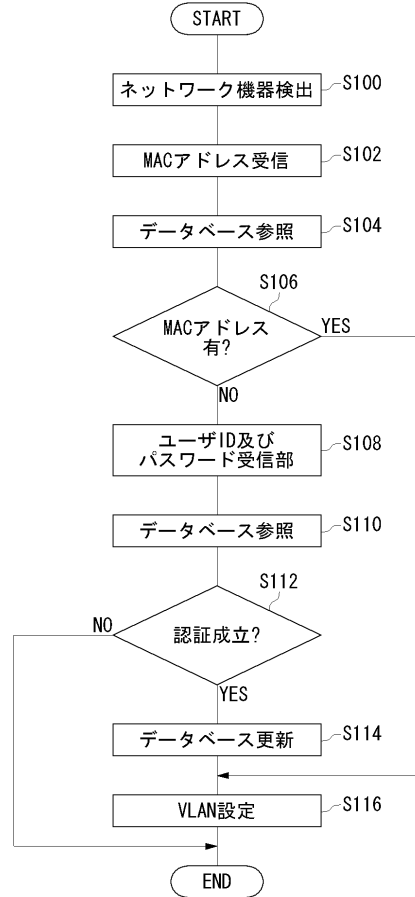 START
ネットワーク機器検出
S100
MACアドレス受信
S102
データベース参照
S104
S106
MACアドレス
有?
YES
NO
ユーザID及び
パスワード受信部
S108
データベース参照
S110
S112
NO
認証成立?
YES
データベース更新
S114
VLAN設定
S116
END